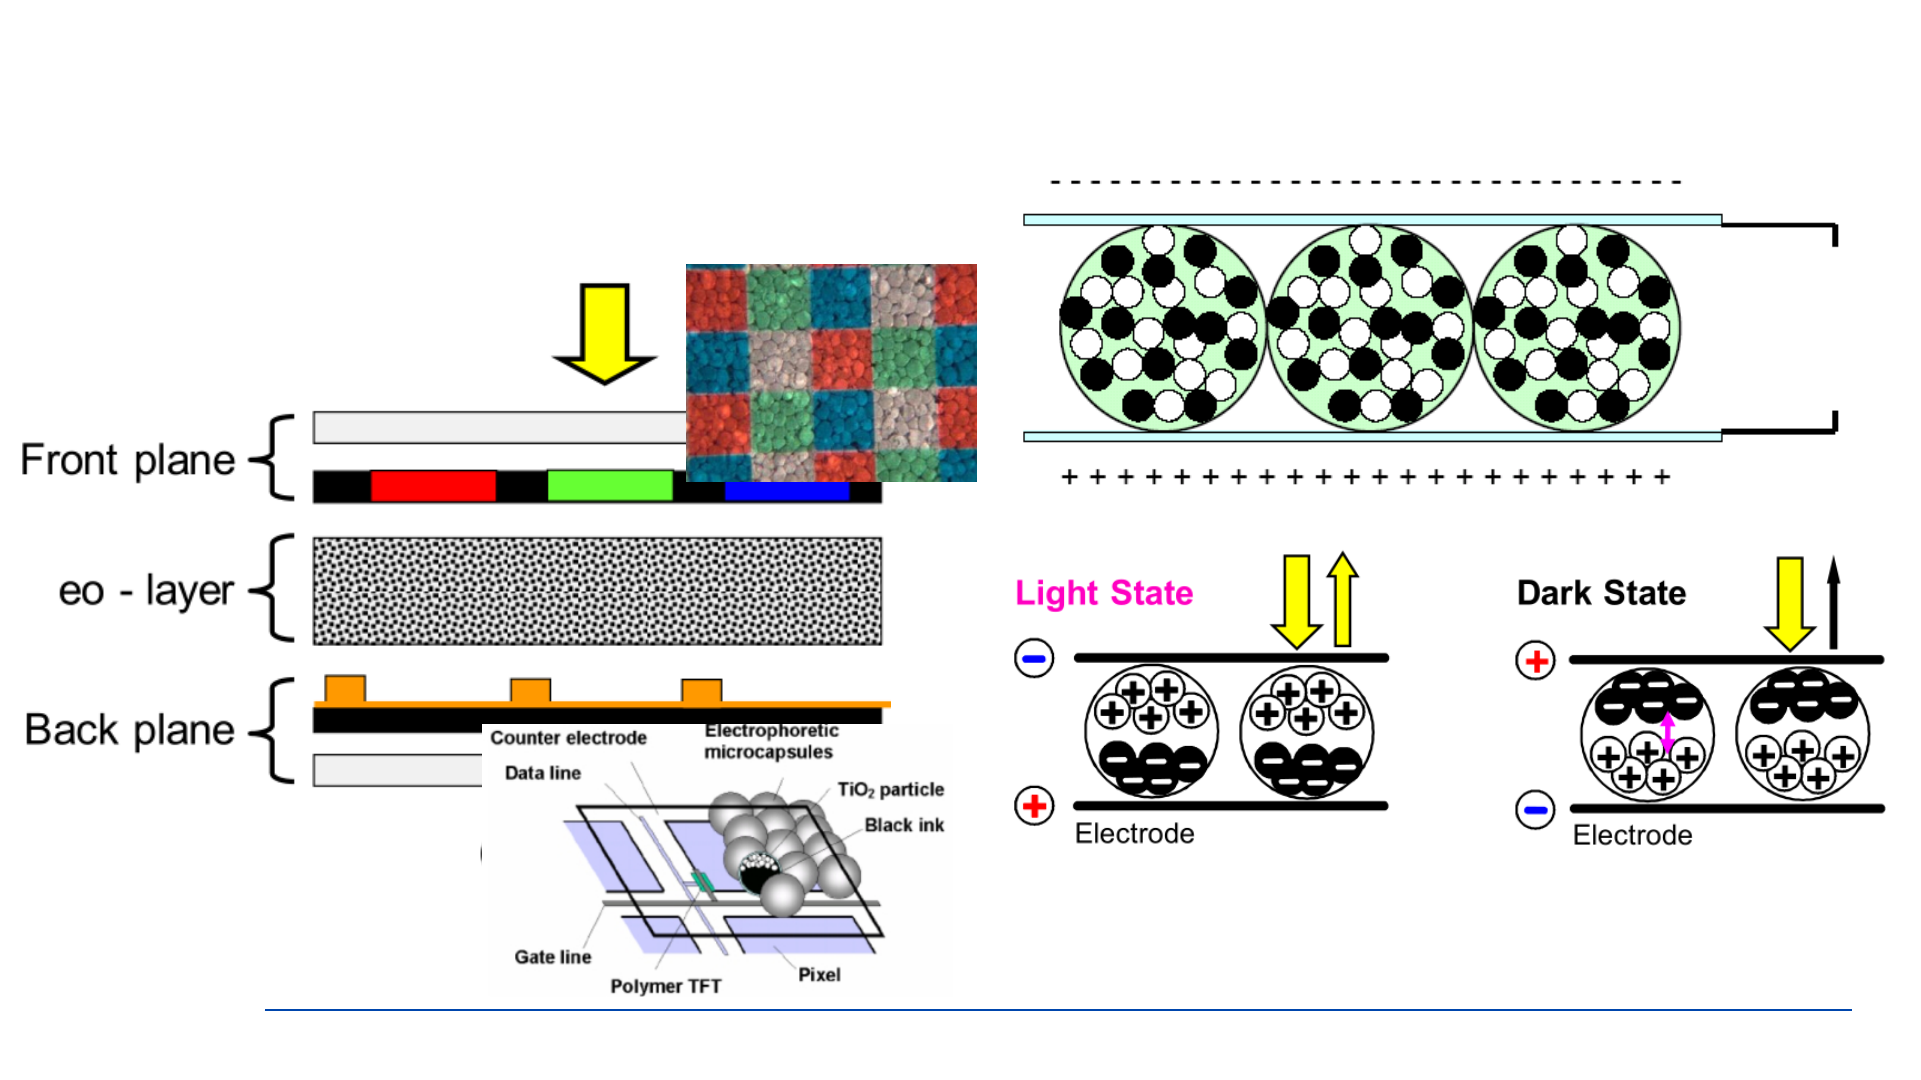 Front plane
eo - layer
Back plane
Counter electrode
Electrophoretic
microcapsules
Data line
TiO₂ particle
Black ink
Gate line
Pixel
Polymer TFT
- - - - - - - - - - - - - - - - - - - - - - - - - - - - - - - -
+ + + + + + + + + + + + + + + + + + + + + +
Light State
−
+
Electrode
Dark State
+
−
Electrode